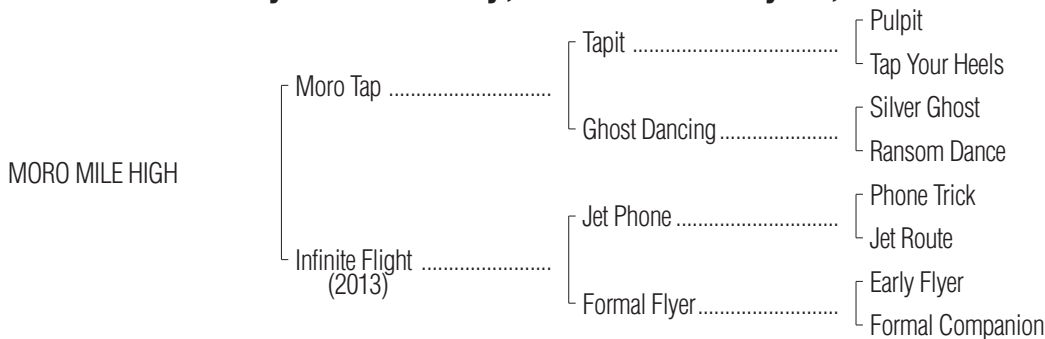 Pulpit
Tapit ........................................
Tap Your Heels
Moro Tap ...............................
Silver Ghost
Ghost Dancing.......................
Ransom Dance
MORO MILE HIGH
Phone Trick
Jet Phone ...............................
Jet Route
Infinite Flight .........................
(2013)
Early Flyer
Formal Flyer...........................
Formal Companion